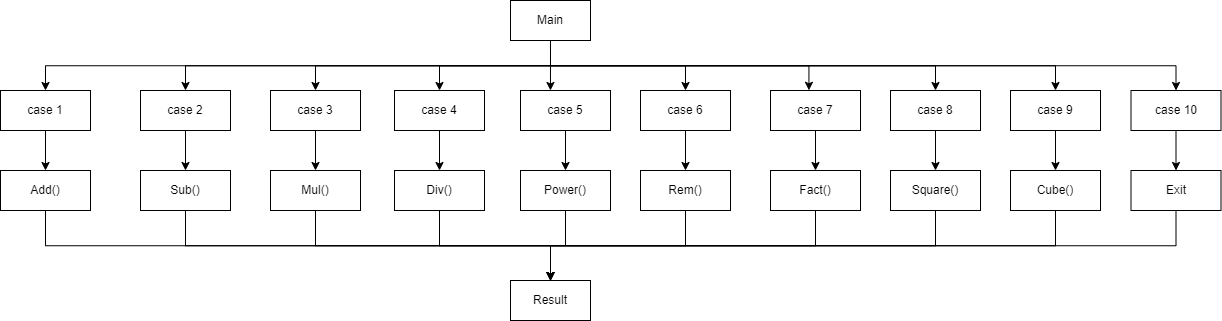 Main
case 1
case 2
case 3
case 4
case 5
case 6
case 7
case 8
case 9
case 10
Add()
Sub()
Mul()
Div()
Power()
Rem()
Fact()
Square()
Cube()
Exit
Result